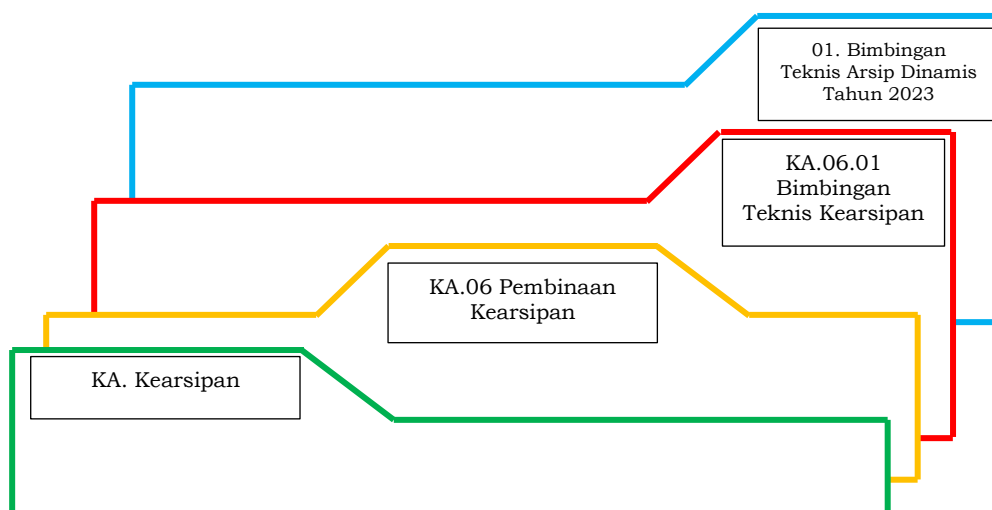 01. Bimbingan
Teknis Arsip Dinamis
Tahun 2023
KA.06.01
Bimbingan
Teknis Kearsipan
KA.06 Pembinaan
Kearsipan
KA. Kearsipan